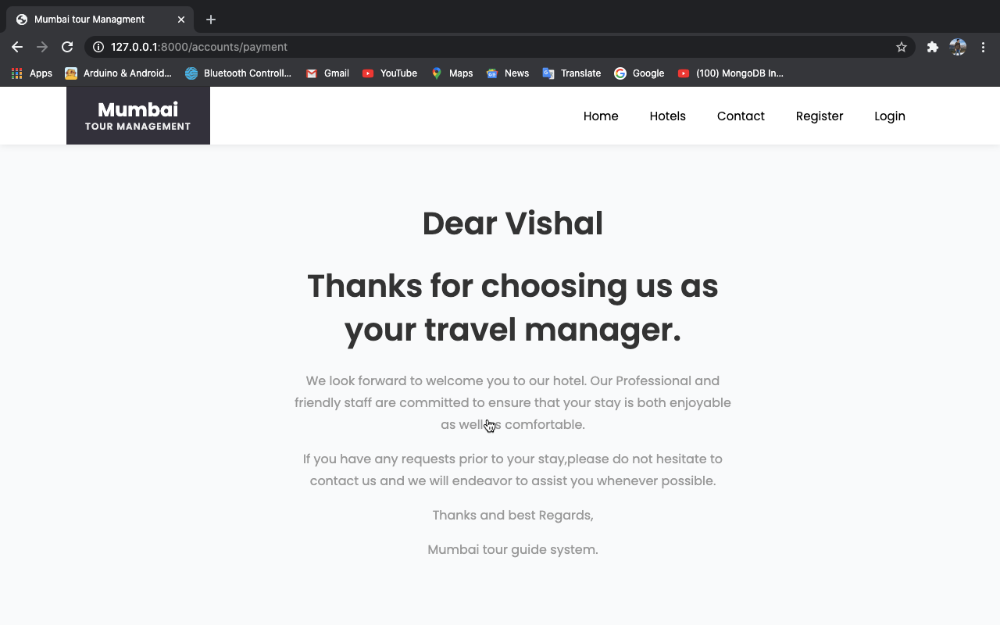 Mumbai tour Managment
127.0.0.1:8000/accounts/payment
Apps Arduino & Android... Bluetooth Controll... Gmail YouTube Maps News Translate Google (100) MongoDB In...
Mumbai
TOUR MANAGEMENT
Home Hotels Contact Register Login
Dear Vishal
Thanks for choosing us as
your travel manager.
We look forward to welcome you to our hotel. Our Professional and
friendly staff are committed to ensure that your stay is both enjoyable
as well as comfortable.
If you have any requests prior to your stay,please do not hesitate to
contact us and we will endeavor to assist you whenever possible.
Thanks and best Regards,
Mumbai tour guide system.